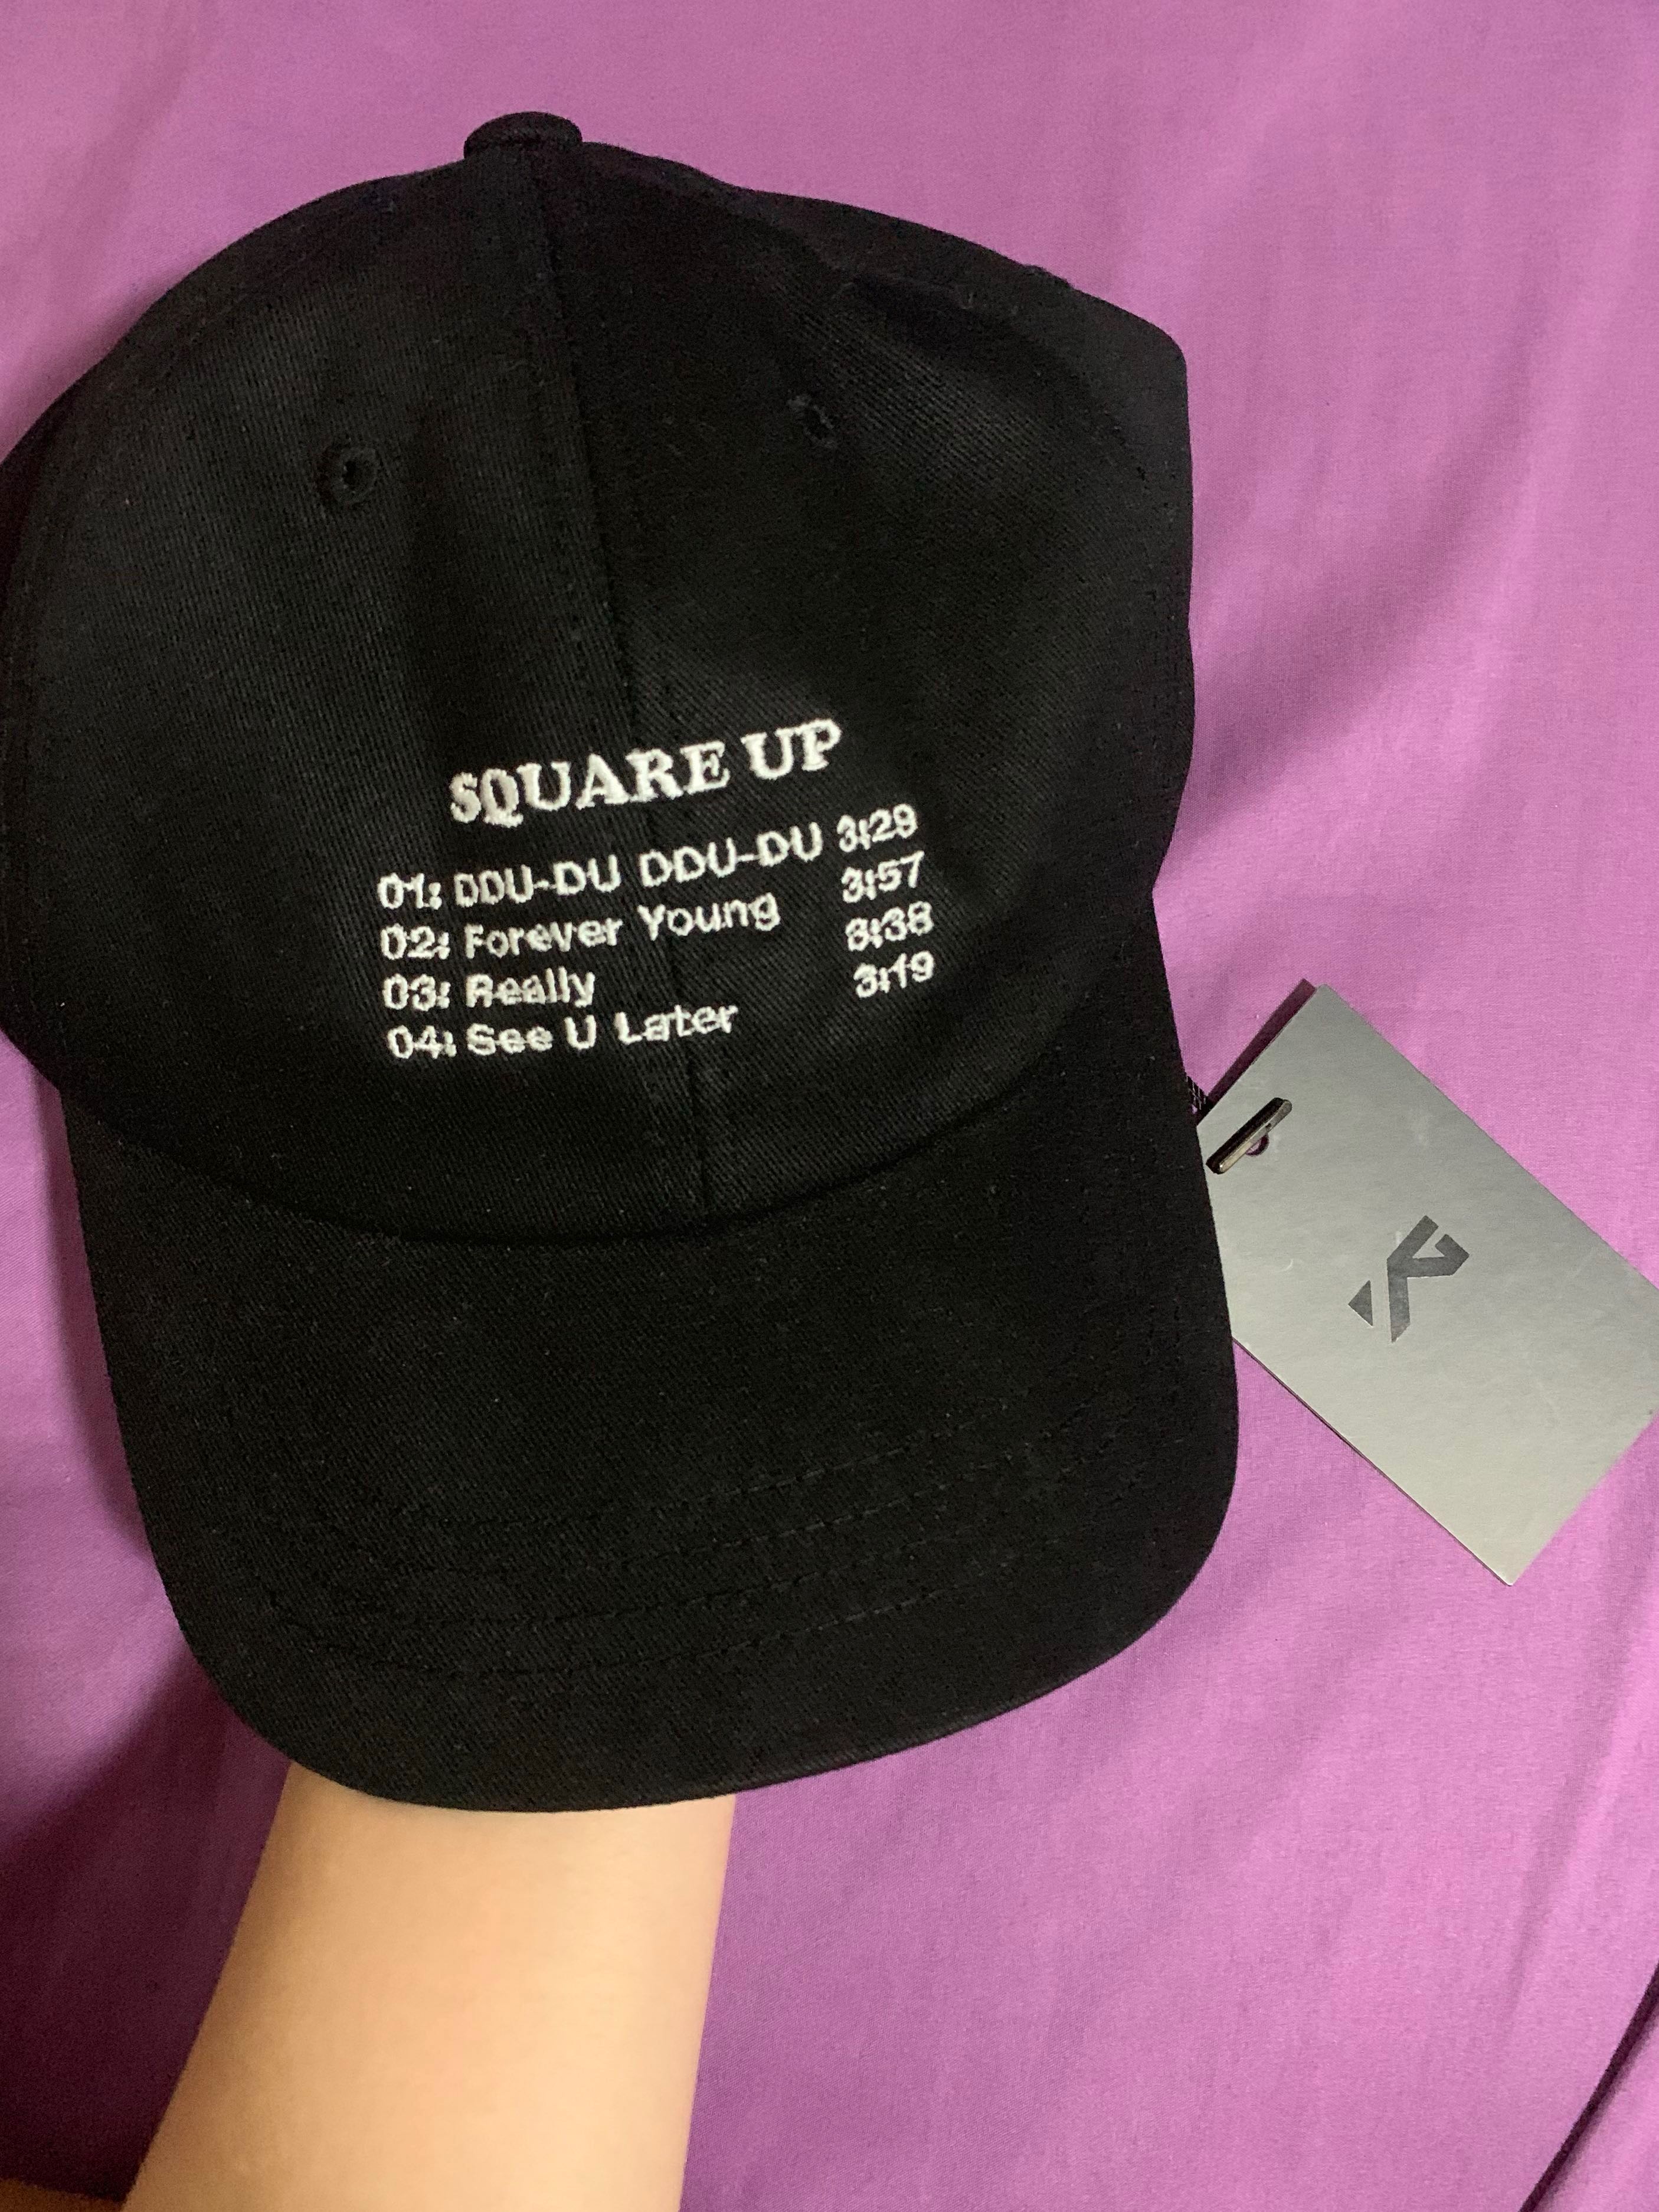 SQUARE UP
01: DDU-DU DDU-DU 3:29
02: Forever Young 3:57
03: Really 3:38
04: See U Later 3:19